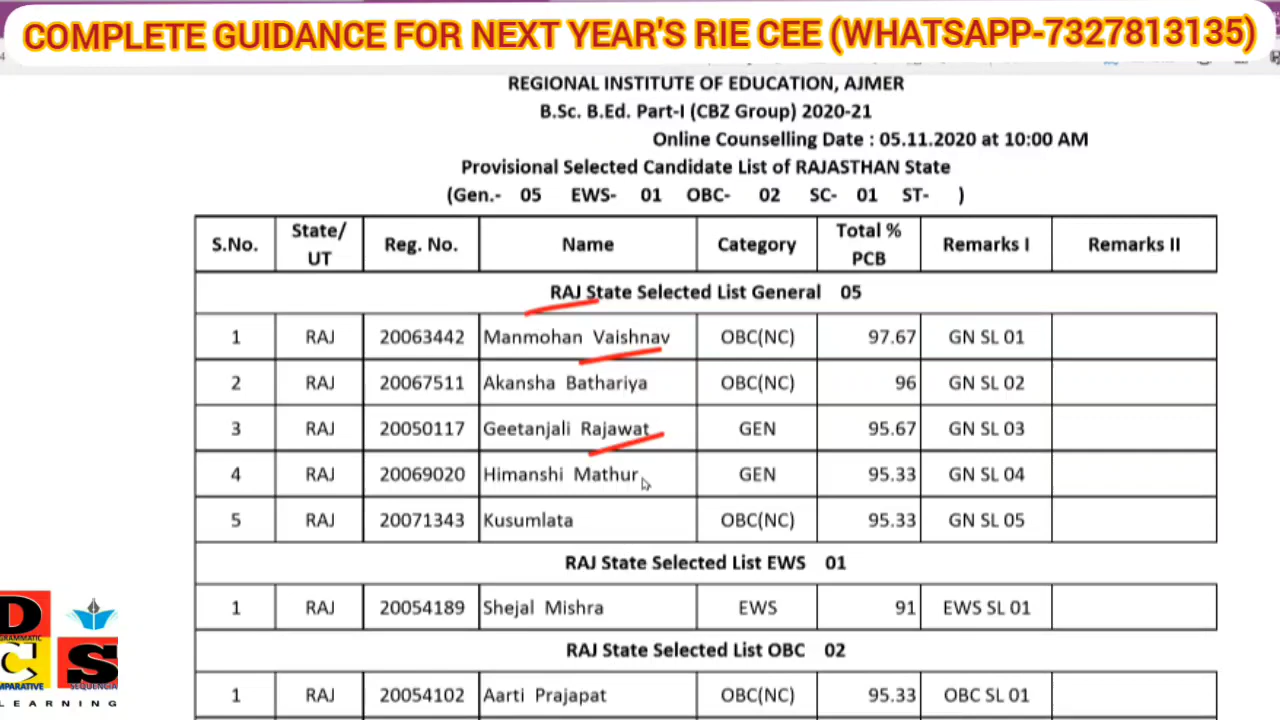 COMPLETE GUIDANCE FOR NEXT YEAR'S RIE CEE (WHATSAPP-7327813135)
REGIONAL INSTITUTE OF EDUCATION, AJMER
B.Sc. B.Ed. Part-I (CBZ Group) 2020-21
Online Counselling Date : 05.11.2020 at 10:00 AM
Provisional Selected Candidate List of RAJASTHAN State
(Gen.- 05 EWS- 01 OBC- 02 SC- 01 ST- )
S.No. State/ UT Reg. No. Name Category Total % PCB Remarks I Remarks II
RAJ State Selected List General 05
1 RAJ 20063442 Manmohan Vaishnav OBC(NC) 97.67 GN SL 01
2 RAJ 20067511 Akansha Bathariya OBC(NC) 96 GN SL 02
3 RAJ 20050117 Geetanjali Rajawat GEN 95.67 GN SL 03
4 RAJ 20069020 Himanshi Mathur GEN 95.33 GN SL 04
5 RAJ 20071343 Kusumlata OBC(NC) 95.33 GN SL 05
RAJ State Selected List EWS 01
1 RAJ 20054189 Shejal Mishra EWS 91 EWS SL 01
RAJ State Selected List OBC 02
1 RAJ 20054102 Aarti Prajapat OBC(NC) 95.33 OBC SL 01
D
C S
LEARNING